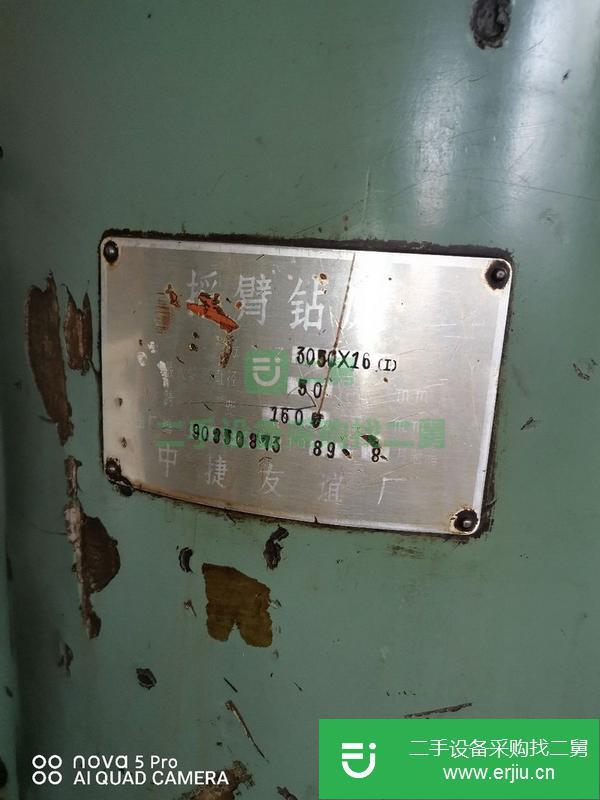 摇臂钻床
3050X16(I)
50
1600
89 8
中捷友谊厂
二手设备采购找二舅
nova 5 Pro
AI QUAD CAMERA
二手设备采购找二舅
www.erjiu.cn